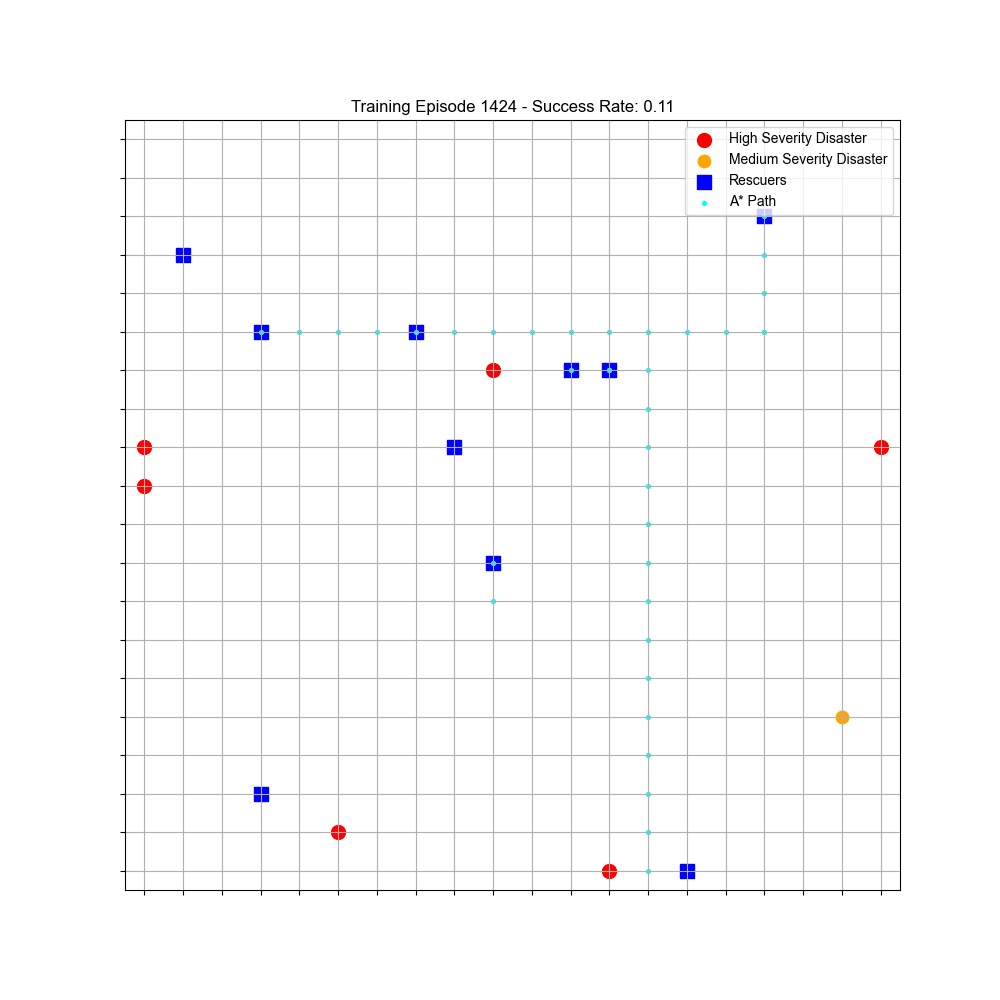 Training Episode 1424 - Success Rate: 0.11
High Severity Disaster
Medium Severity Disaster
Rescuers
A* Path